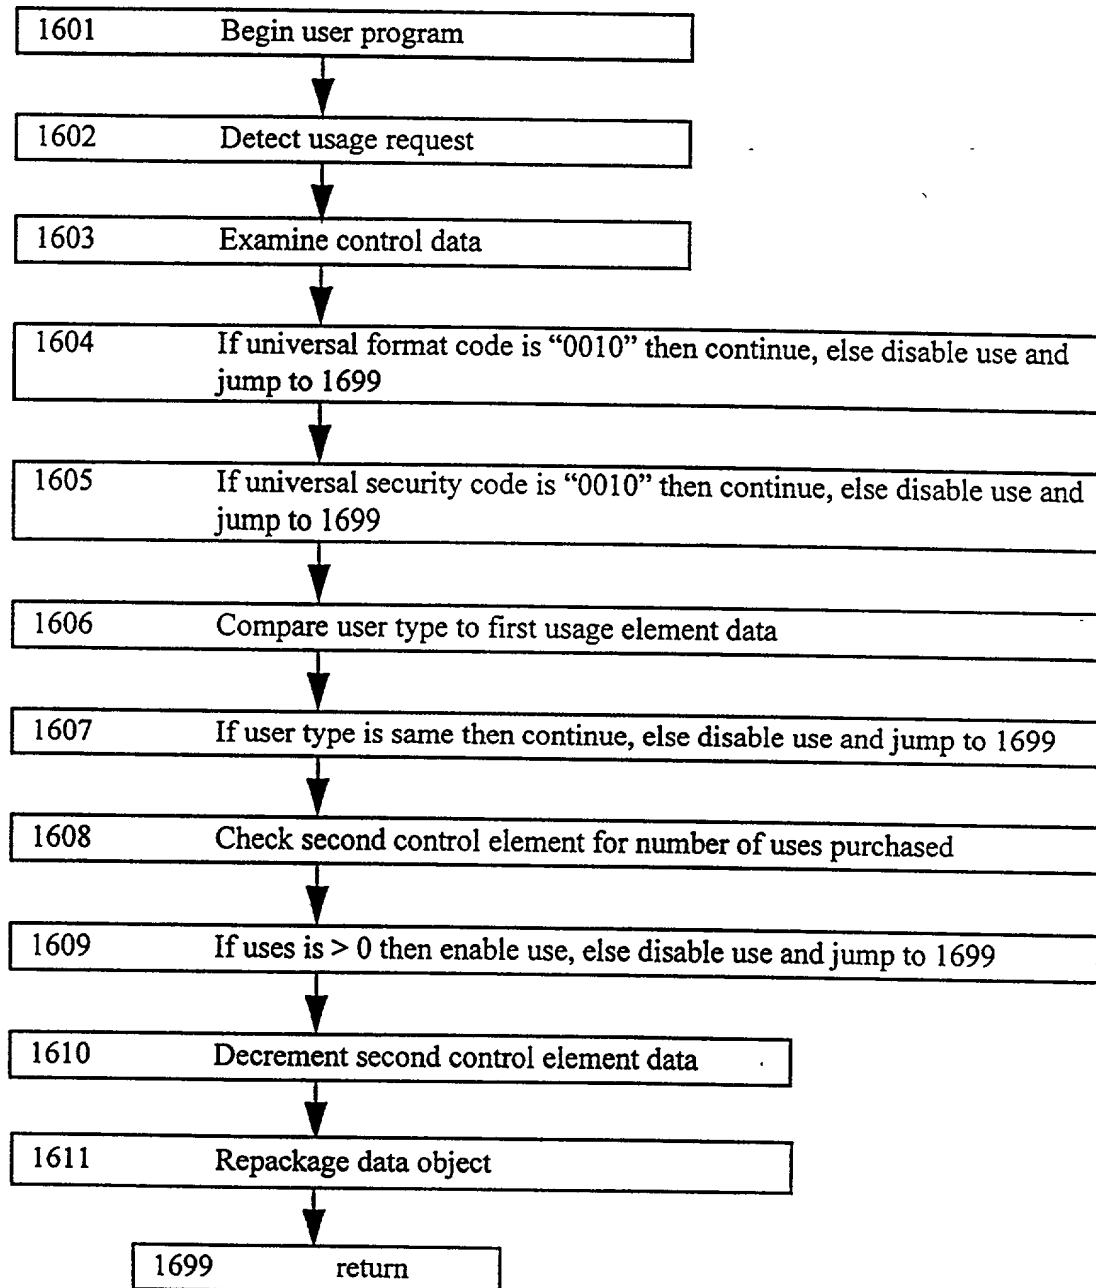 1601 Begin user program
1602 Detect usage request
1603 Examine control data
1604 If universal format code is “0010” then continue, else disable use and
jump to 1699
1605 If universal security code is “0010” then continue, else disable use and
jump to 1699
1606 Compare user type to first usage element data
1607 If user type is same then continue, else disable use and jump to 1699
1608 Check second control element for number of uses purchased
1609 If uses is > 0 then enable use, else disable use and jump to 1699
1610 Decrement second control element data
1611 Repackage data object
1699 return